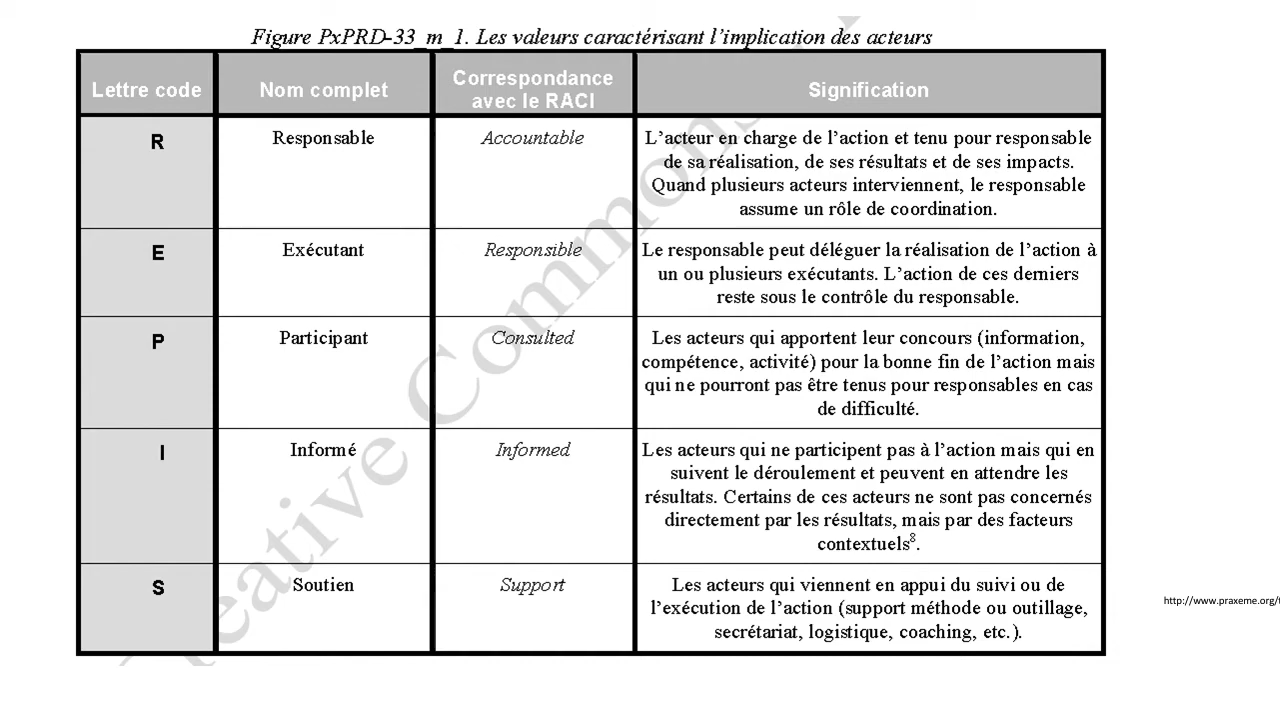 Figure PxPRD-33_m_1. Les valeurs caractérisant l'implication des acteurs
Lettre code
Nom complet
Correspondance
avec le RACI
Signification
R
Responsable
Accountable
L'acteur en charge de l'action et tenu pour responsable
de sa réalisation, de ses résultats et de ses impacts.
Quand plusieurs acteurs interviennent, le responsable
assume un rôle de coordination.
E
Exécutant
Responsible
Le responsable peut déléguer la réalisation de l'action à
un ou plusieurs exécutants. L'action de ces derniers
reste sous le contrôle du responsable.
P
Participant
Consulted
Les acteurs qui apportent leur concours (information,
compétence, activité) pour la bonne fin de l'action mais
qui ne pourront pas être tenus pour responsables en cas
de difficulté.
I
Informé
Informed
Les acteurs qui ne participent pas à l'action mais qui en
suivent le déroulement et peuvent en attendre les
résultats. Certains de ces acteurs ne sont pas concernés
directement par les résultats, mais par des facteurs
contextuels⁸.
S
Soutien
Support
Les acteurs qui viennent en appui du suivi ou de
l'exécution de l'action (support méthode ou outillage,
secrétariat, logistique, coaching, etc.).
http://www.praxeme.org/
Creative Commons